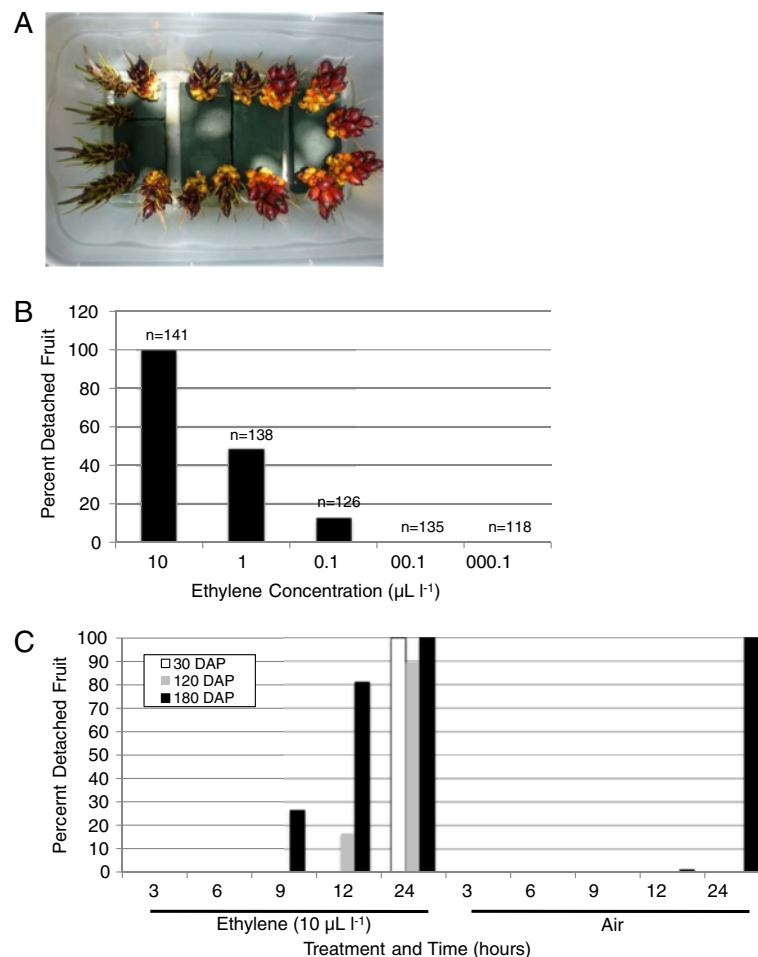 A
B
Percent Detached Fruit
120
100
80
60
40
20
0
n=141
n=138
n=126
n=135
n=118
10 1 0.1 00.1 000.1
Ethylene Concentration (µL l-1)
C
Percernt Detached Fruit
100
90
80
70
60
50
40
30
20
10
0
30 DAP
120 DAP
180 DAP
3 6 9 12 24 3 6 9 12 24
Ethylene (10 µL l-1) Air
Treatment and Time (hours)